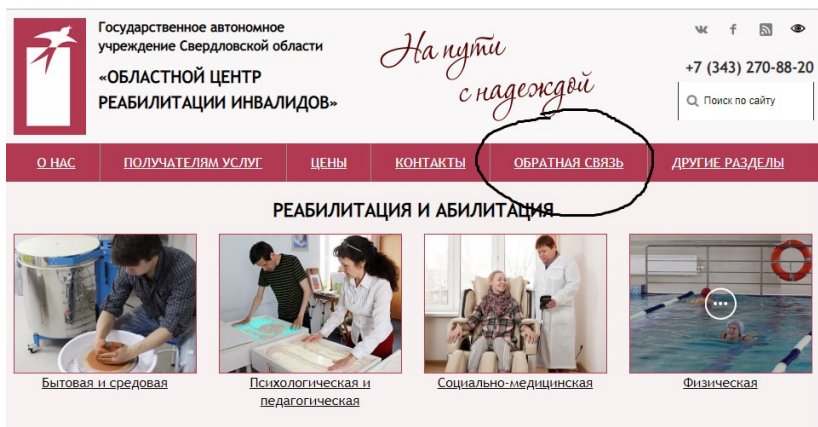 Государственное автономное
учреждение Свердловской области
«ОБЛАСТНОЙ ЦЕНТР
РЕАБИЛИТАЦИИ ИНВАЛИДОВ»
На пути
с надеждой
+7 (343) 270-88-20
Поиск по сайту
О НАС ПОЛУЧАТЕЛЯМ УСЛУГ ЦЕНЫ КОНТАКТЫ ОБРАТНАЯ СВЯЗЬ ДРУГИЕ РАЗДЕЛЫ
РЕАБИЛИТАЦИЯ И АБИЛИТАЦИЯ
Бытовая и средовая
Психологическая и
педагогическая
Социально-медицинская
Физическая